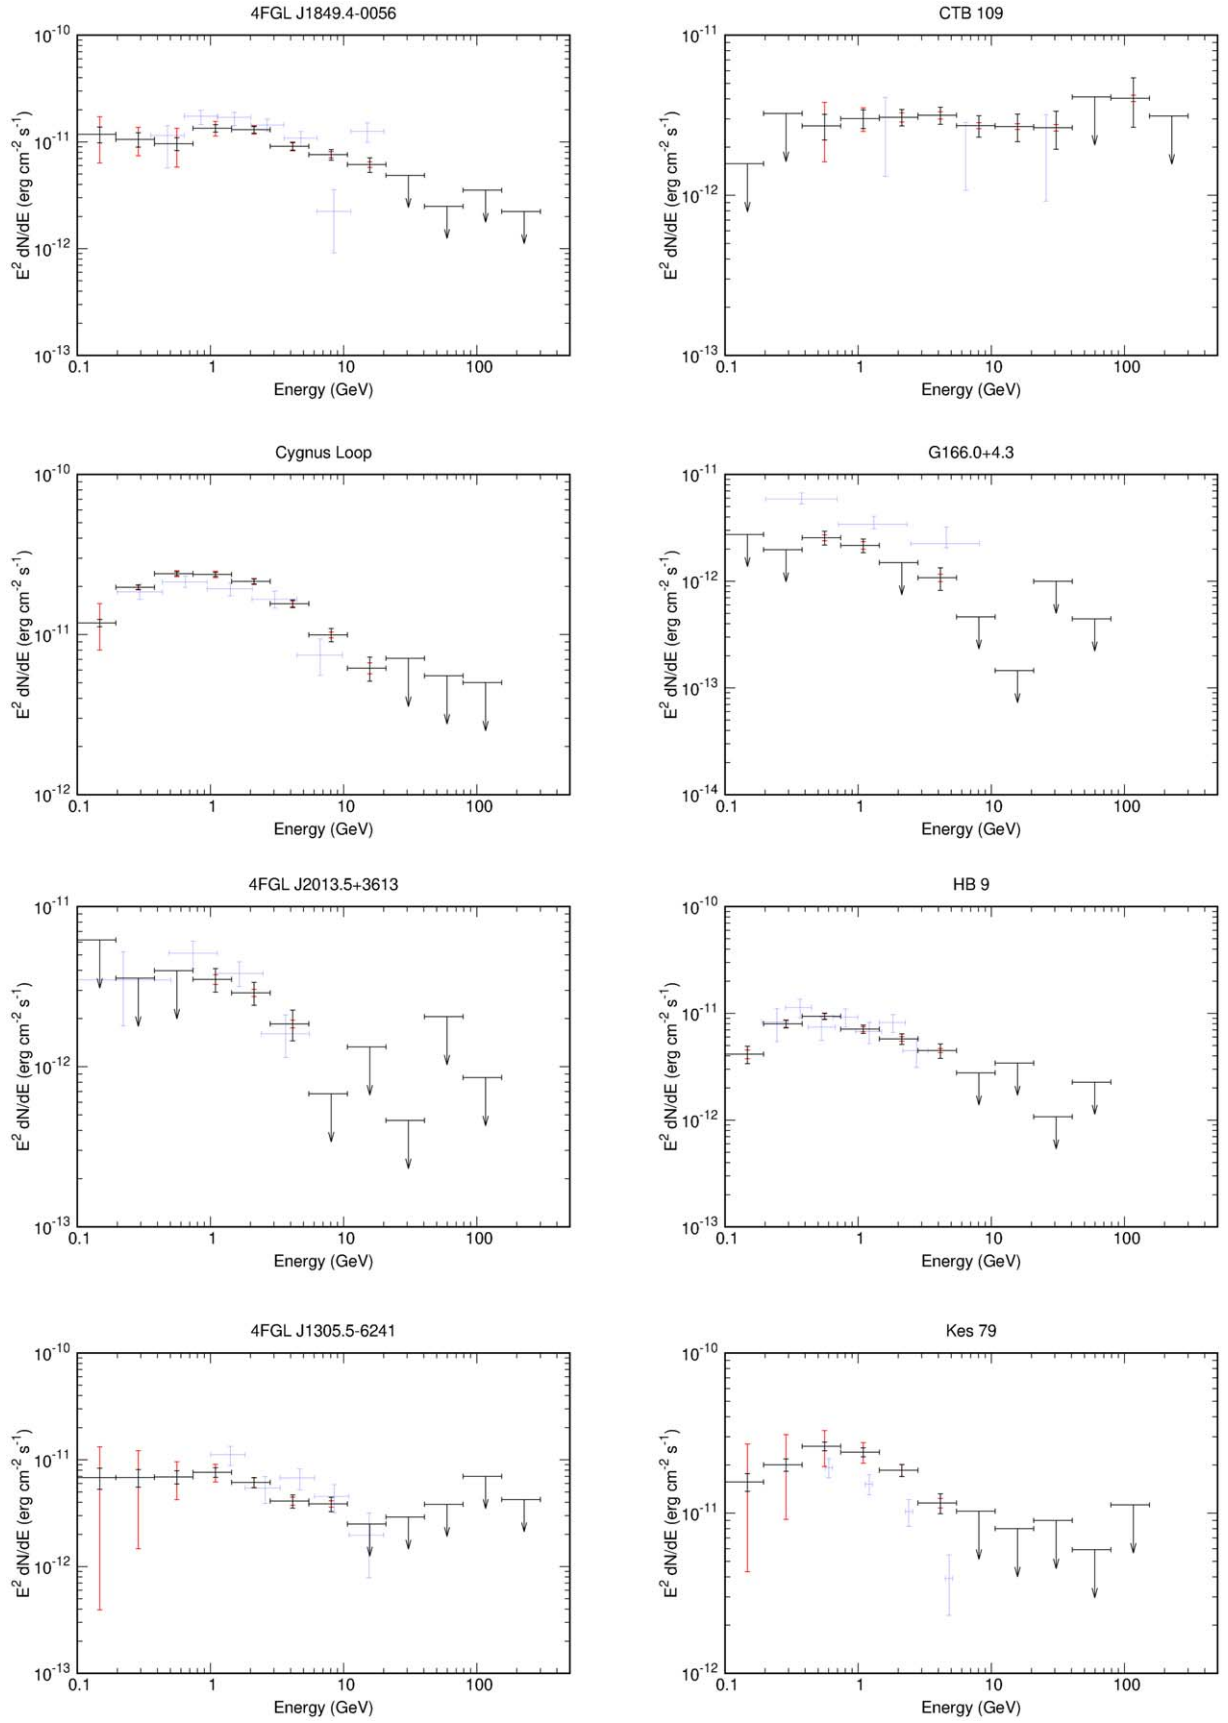 4FGL J1849.4-0056
10⁻¹⁰
10⁻¹¹
10⁻¹²
10⁻¹³
E² dN/dE (erg cm⁻² s⁻¹)
0.1 1 10 100
Energy (GeV)
CTB 109
10⁻¹¹
10⁻¹²
10⁻¹³
E² dN/dE (erg cm⁻² s⁻¹)
0.1 1 10 100
Energy (GeV)
Cygnus Loop
10⁻¹⁰
10⁻¹¹
10⁻¹²
E² dN/dE (erg cm⁻² s⁻¹)
0.1 1 10 100
Energy (GeV)
G166.0+4.3
10⁻¹¹
10⁻¹²
10⁻¹³
10⁻¹⁴
E² dN/dE (erg cm⁻² s⁻¹)
0.1 1 10 100
Energy (GeV)
4FGL J2013.5+3613
10⁻¹¹
10⁻¹²
10⁻¹³
E² dN/dE (erg cm⁻² s⁻¹)
0.1 1 10 100
Energy (GeV)
HB 9
10⁻¹⁰
10⁻¹¹
10⁻¹²
10⁻¹³
E² dN/dE (erg cm⁻² s⁻¹)
0.1 1 10 100
Energy (GeV)
4FGL J1305.5-6241
10⁻¹⁰
10⁻¹¹
10⁻¹²
10⁻¹³
E² dN/dE (erg cm⁻² s⁻¹)
0.1 1 10 100
Energy (GeV)
Kes 79
10⁻¹⁰
10⁻¹¹
10⁻¹²
E² dN/dE (erg cm⁻² s⁻¹)
0.1 1 10 100
Energy (GeV)